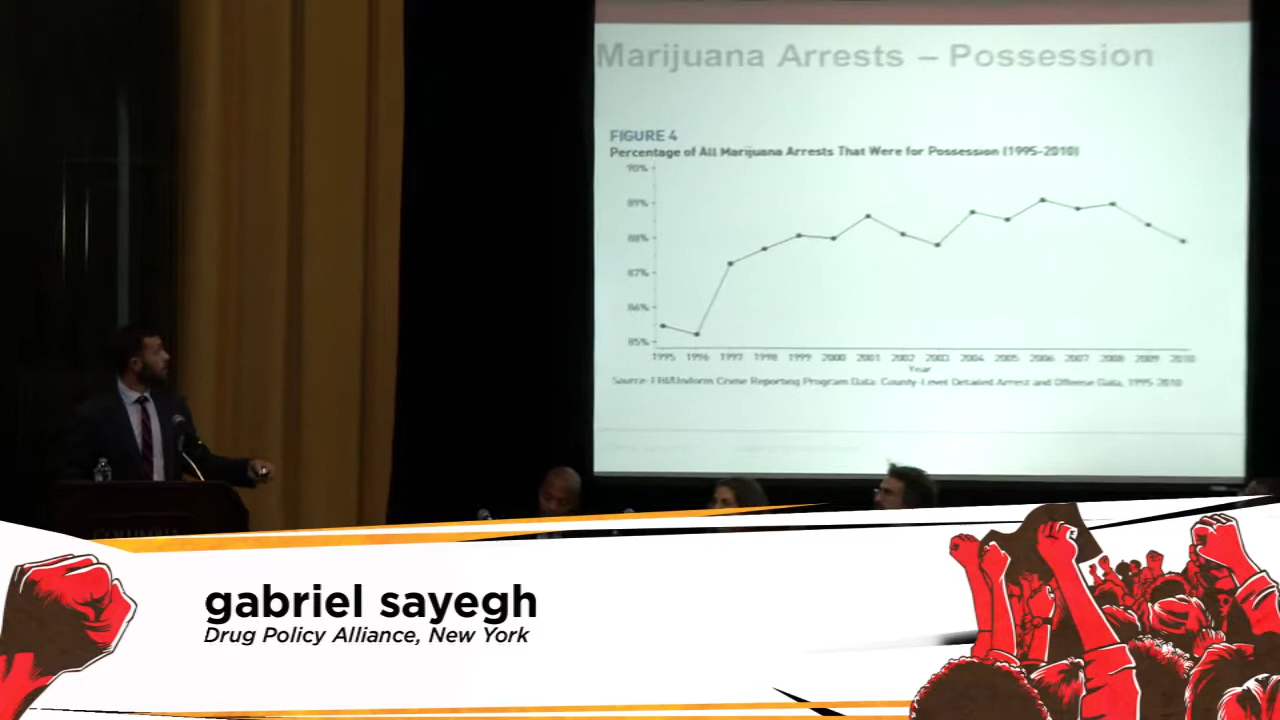 Marijuana Arrests – Possession
FIGURE 4
Percentage of All Marijuana Arrests That Were for Possession (1995-2010)
90%
89%
88%
87%
86%
85%
1995 1996 1997 1998 1999 2000 2001 2002 2003 2004 2005 2006 2007 2008 2009 2010
Year
Source: FBI/Uniform Crime Reporting Program Data: County-Level Detailed Arrest and Offense Data, 1995-2010
gabriel sayegh
Drug Policy Alliance, New York